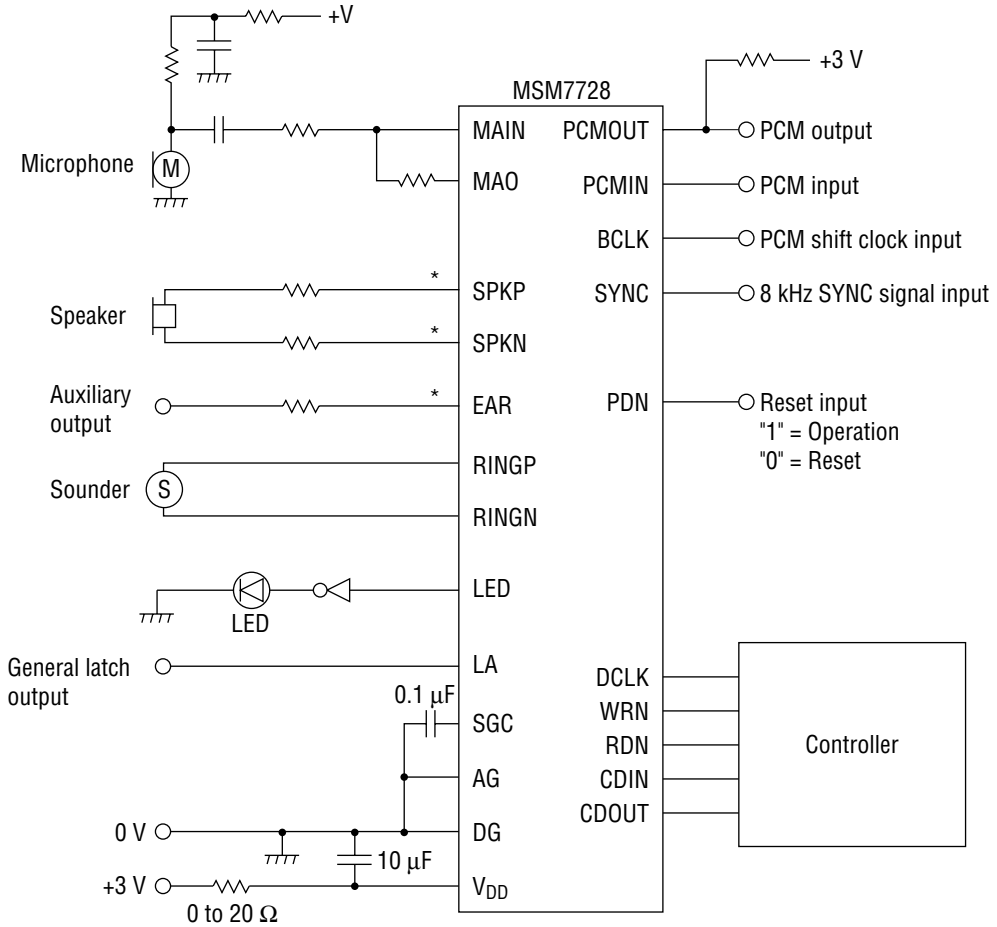 +V
+3 V
MSM7728
Microphone
M
MAIN
MAO
PCMOUT
PCM output
PCMIN
PCM input
BCLK
PCM shift clock input
SYNC
8 kHz SYNC signal input
Speaker
*
SPKP
*
SPKN
Auxiliary
output
*
EAR
PDN
Reset input
"1" = Operation
"0" = Reset
Sounder
S
RINGP
RINGN
LED
LED
General latch
output
LA
0.1 μF
SGC
AG
0 V
DG
10 μF
+3 V
VDD
0 to 20 Ω
DCLK
WRN
RDN
CDIN
CDOUT
Controller